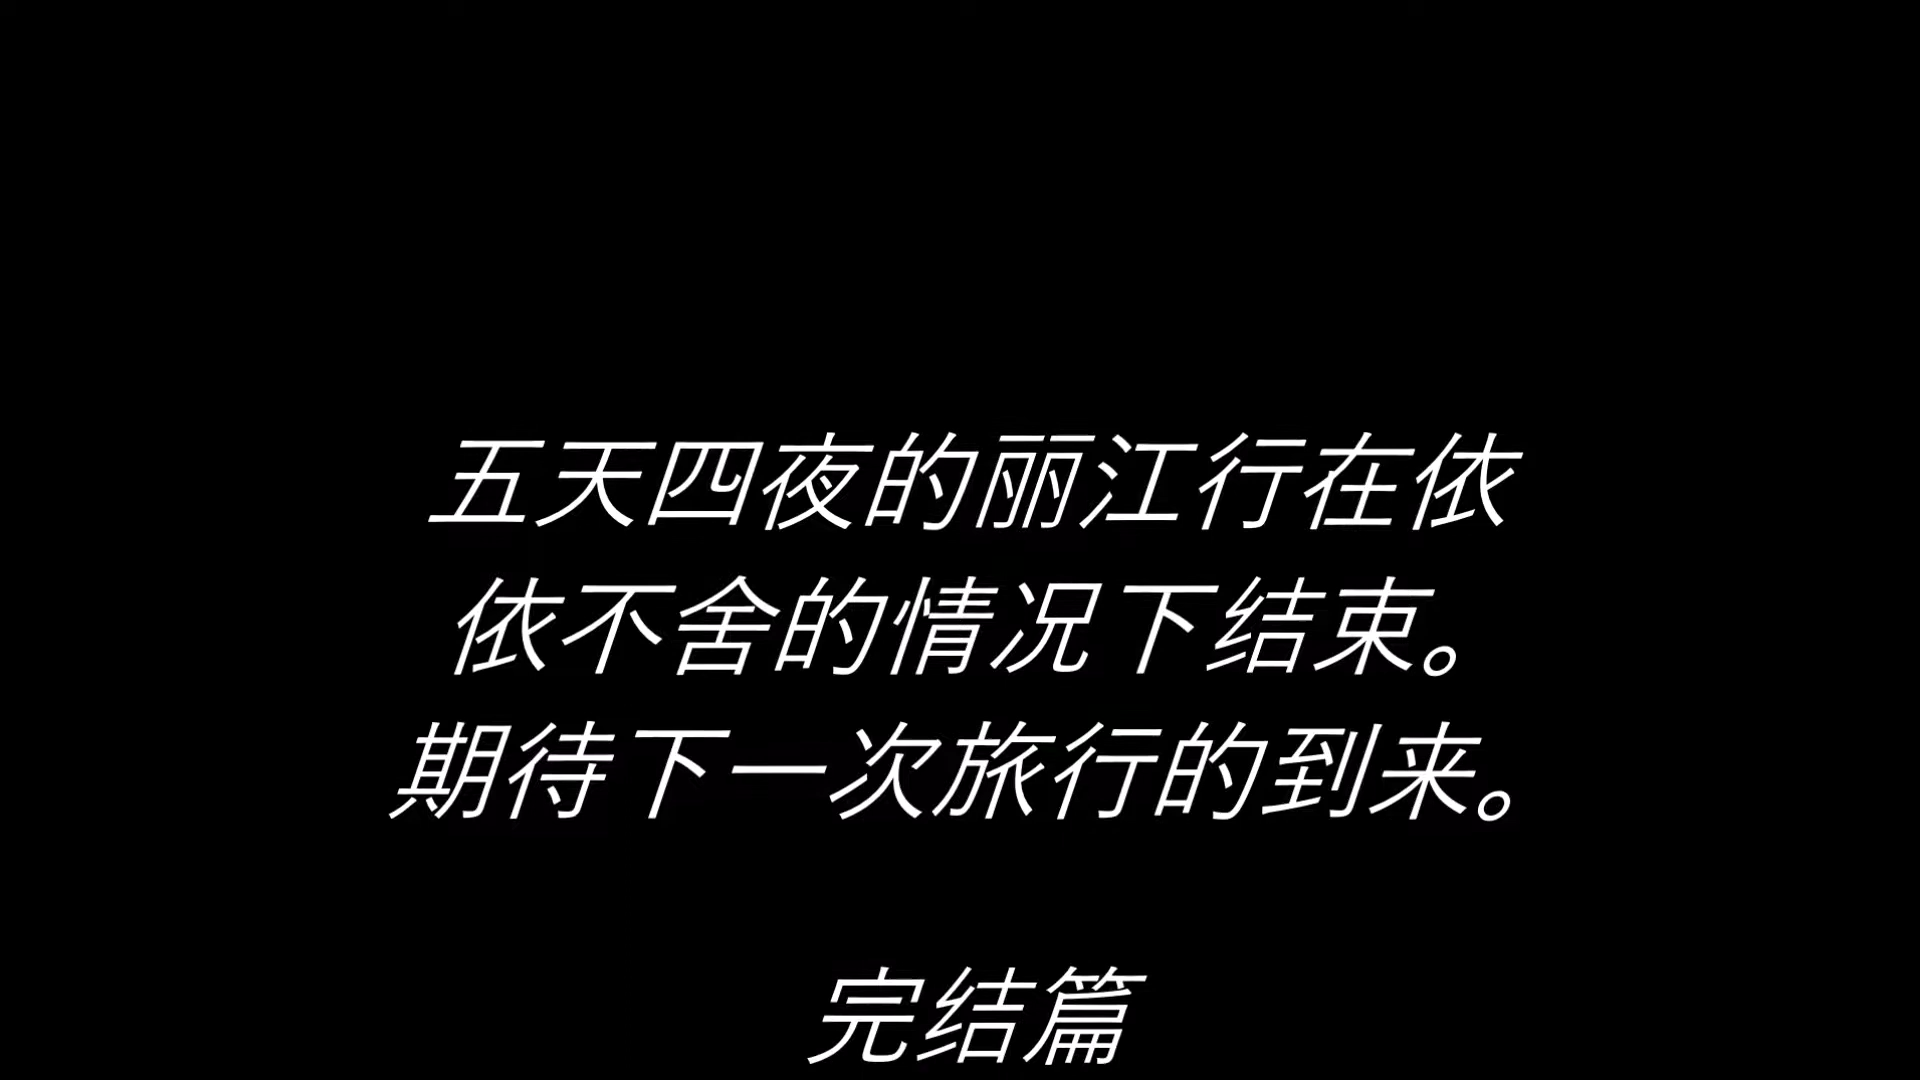 五天四夜的丽江行在依
依不舍的情况下结束。
期待下一次旅行的到来。
完结篇